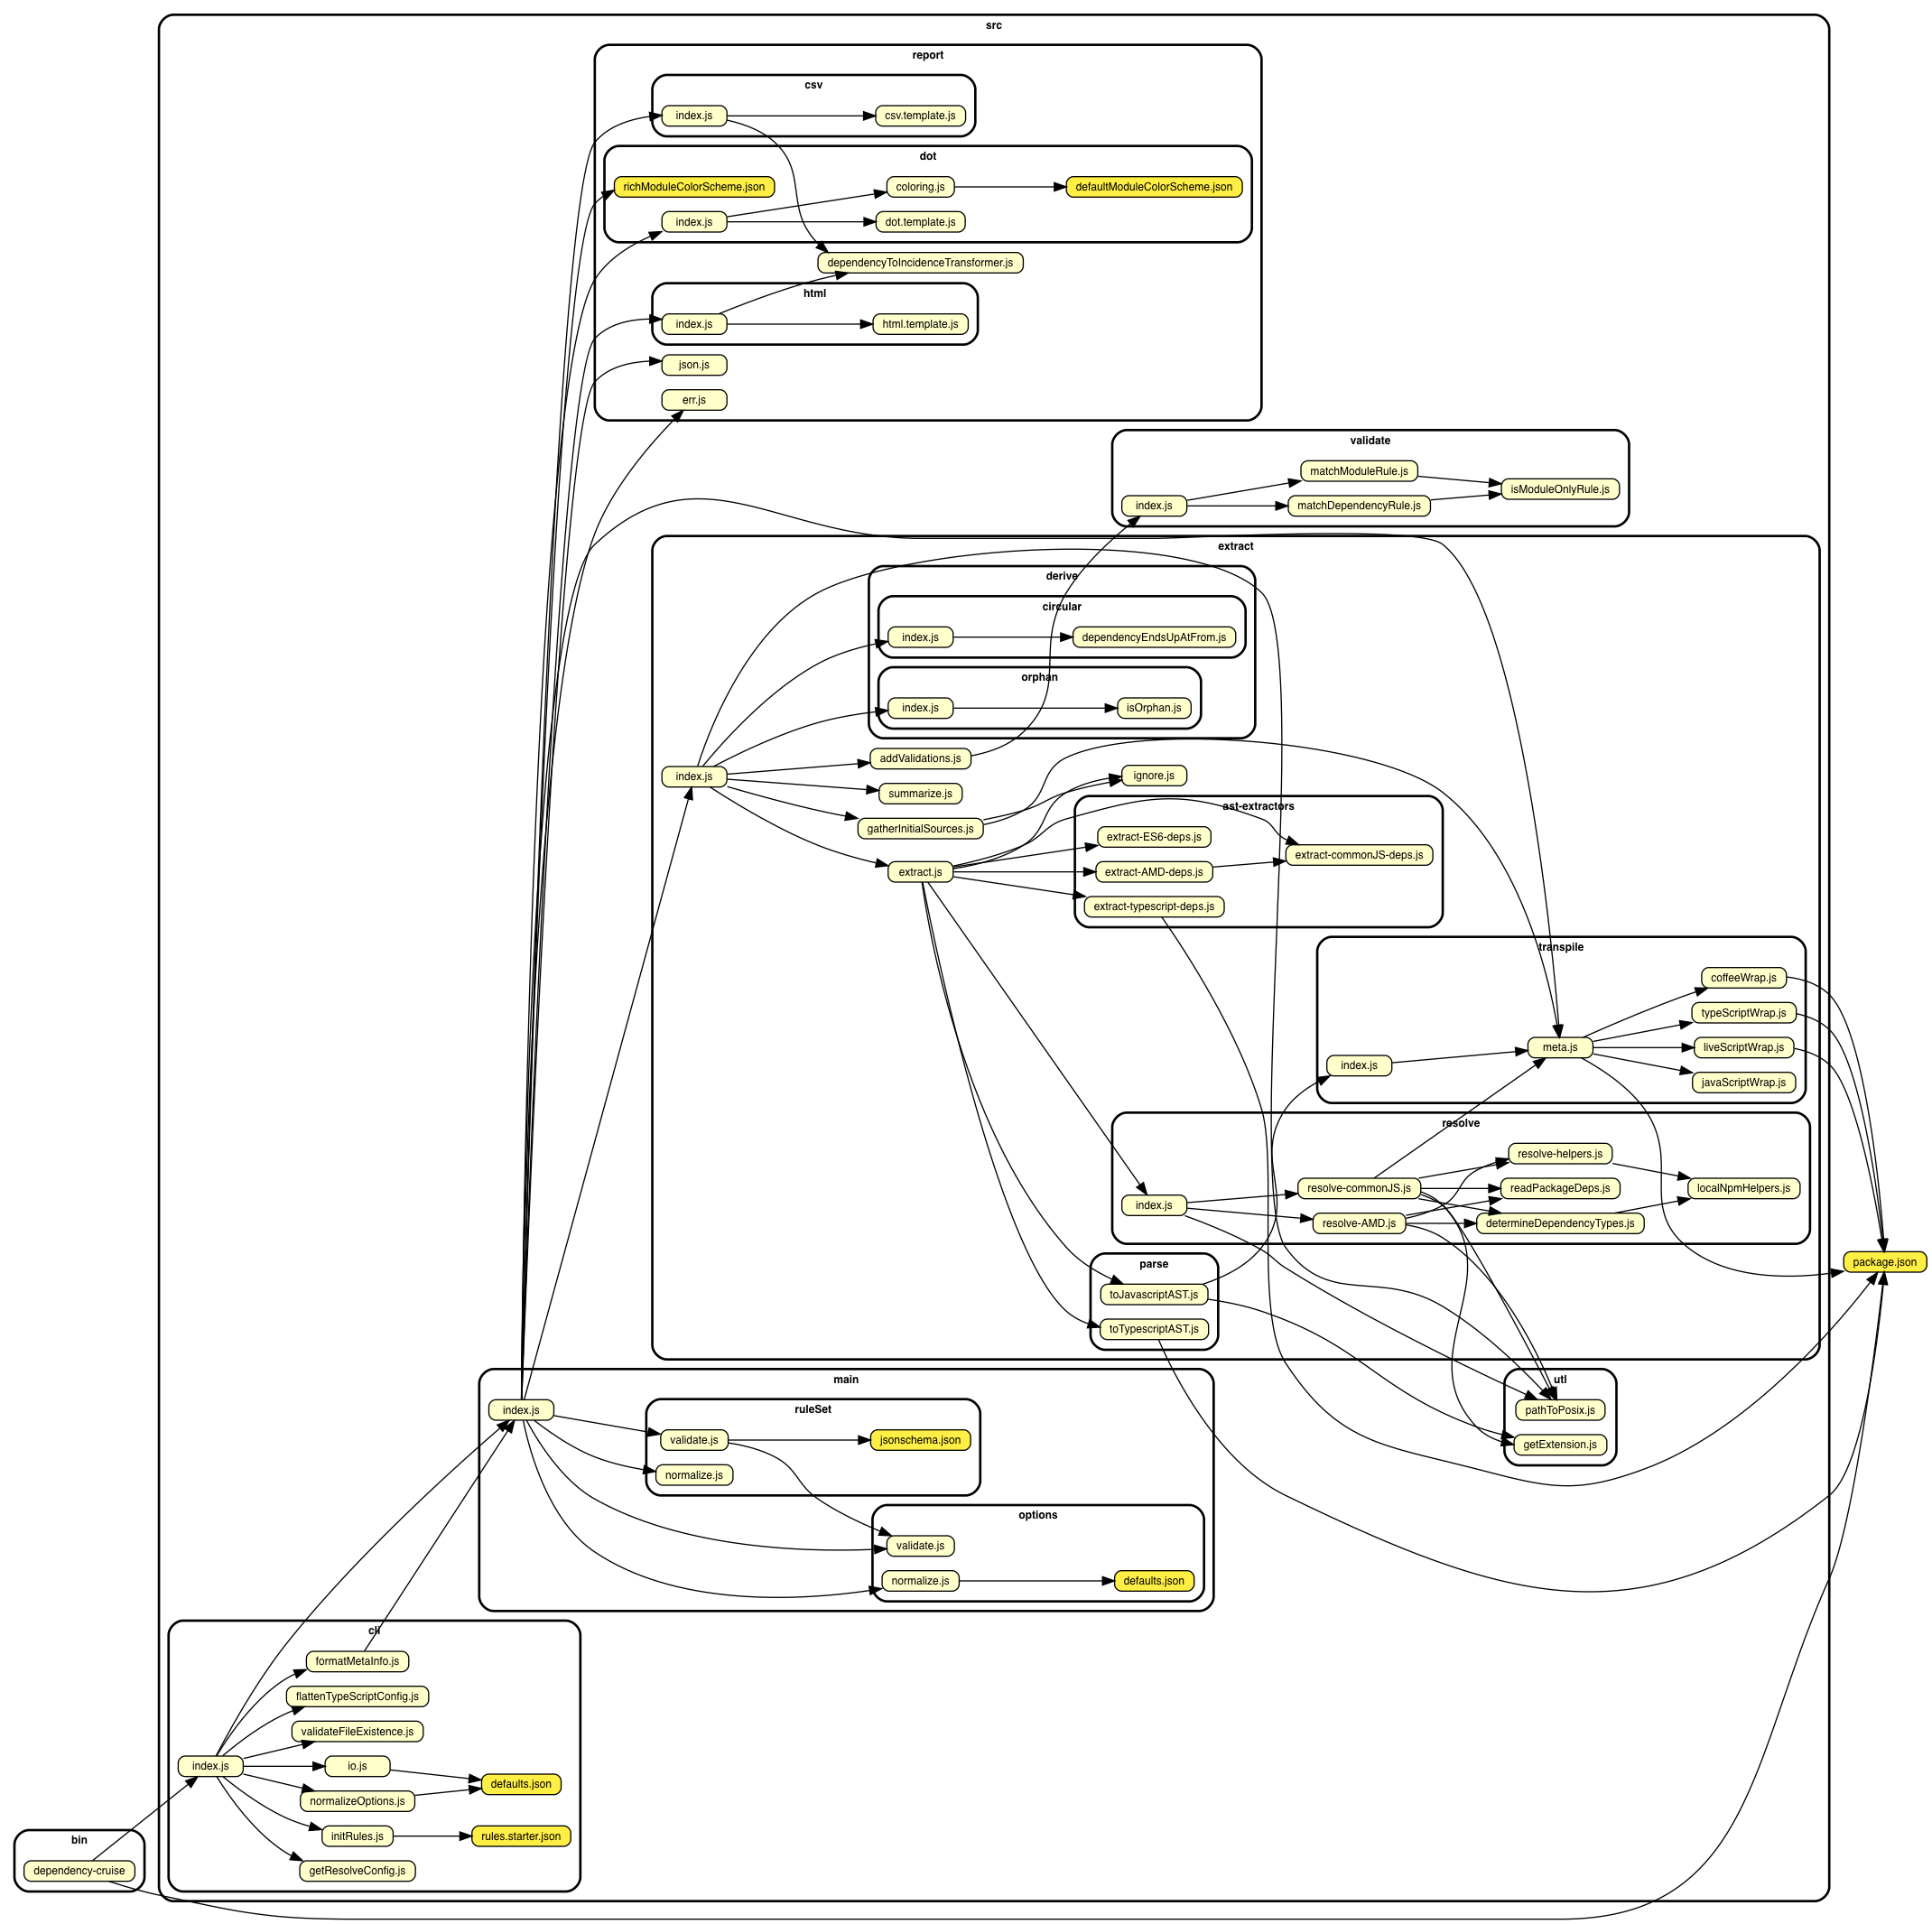 src
report
csv
index.js
csv.template.js
dot
richModuleColorScheme.json
coloring.js
defaultModuleColorScheme.json
index.js
dot.template.js
dependencyToIncidenceTransformer.js
html
index.js
html.template.js
json.js
err.js
validate
matchModuleRule.js
isModuleOnlyRule.js
index.js
matchDependencyRule.js
extract
derive
circular
index.js
dependencyEndsUpAtFrom.js
orphan
index.js
isOrphan.js
addValidations.js
index.js
ignore.js
summarize.js
ast-extractors
gatherInitialSources.js
extract-ES6-deps.js
extract-commonJS-deps.js
extract.js
extract-AMD-deps.js
extract-typescript-deps.js
transpile
coffeeWrap.js
typeScriptWrap.js
meta.js
liveScriptWrap.js
index.js
javaScriptWrap.js
resolve
resolve-helpers.js
resolve-commonJS.js
readPackageDeps.js
localNpmHelpers.js
index.js
resolve-AMD.js
determineDependencyTypes.js
parse
package.json
toJavascriptAST.js
toTypescriptAST.js
main
utl
index.js
ruleSet
pathToPosix.js
validate.js
jsonschema.json
getExtension.js
normalize.js
options
validate.js
normalize.js
defaults.json
cli
formatMetaInfo.js
flattenTypeScriptConfig.js
validateFileExistence.js
index.js
io.js
defaults.json
normalizeOptions.js
initRules.js
rules.starter.json
bin
dependency-cruise
getResolveConfig.js